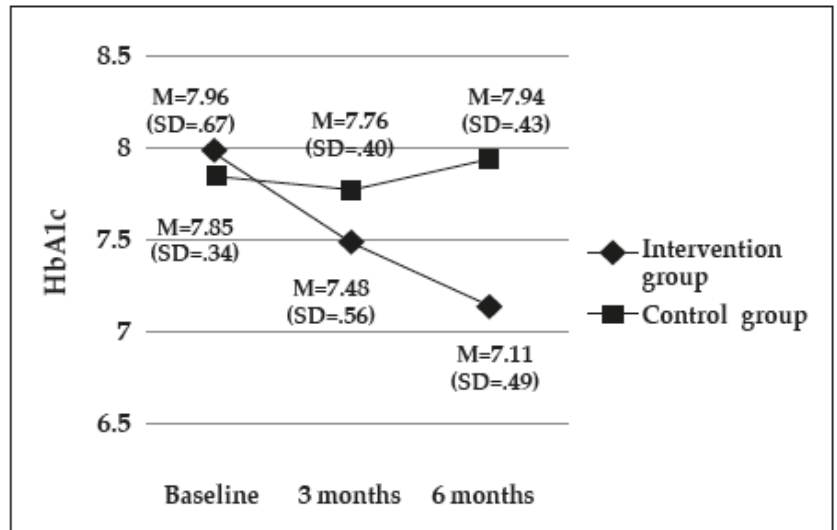 8.5
M=7.96
(SD=.67)
M=7.76
(SD=.40)
M=7.94
(SD=.43)
8
M=7.85
(SD=.34)
7.5
M=7.48
(SD=.56)
7
M=7.11
(SD=.49)
6.5
HbA1c
Baseline 3 months 6 months
Intervention
group
Control group